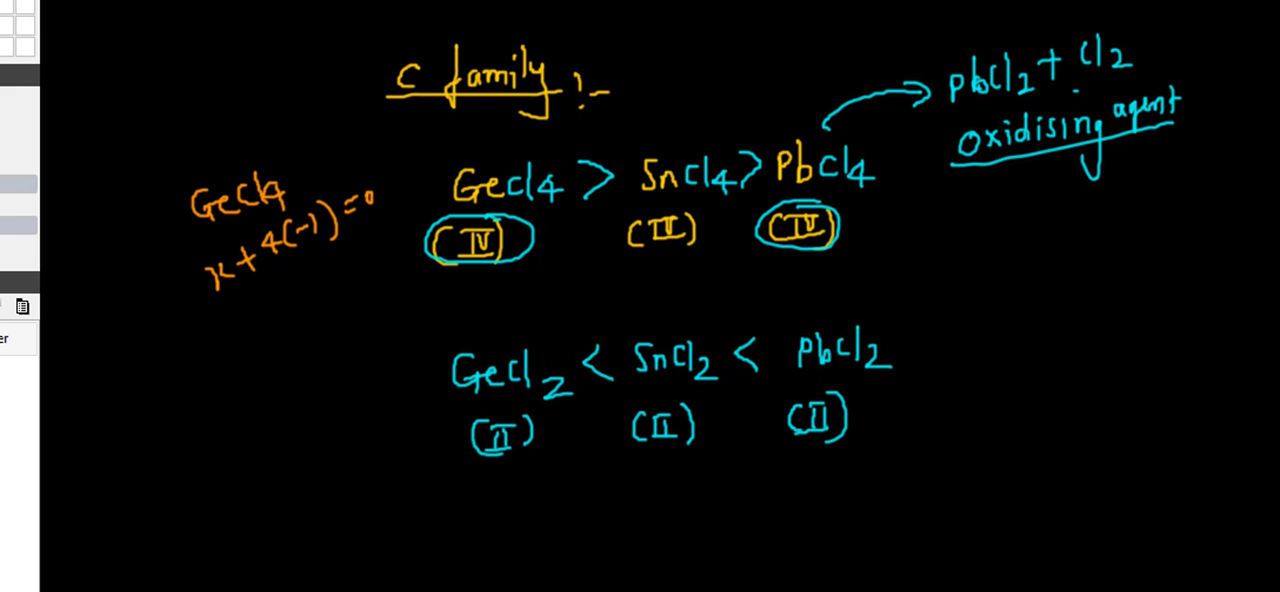 C family :-
PbCl2 + Cl2
oxidising agent
GeCl4
x + 4(-1) = 0
GeCl4 > SnCl4 > PbCl4
(IV) (IV) (IV)
GeCl2 < SnCl2 < PbCl2
(II) (II) (II)
er